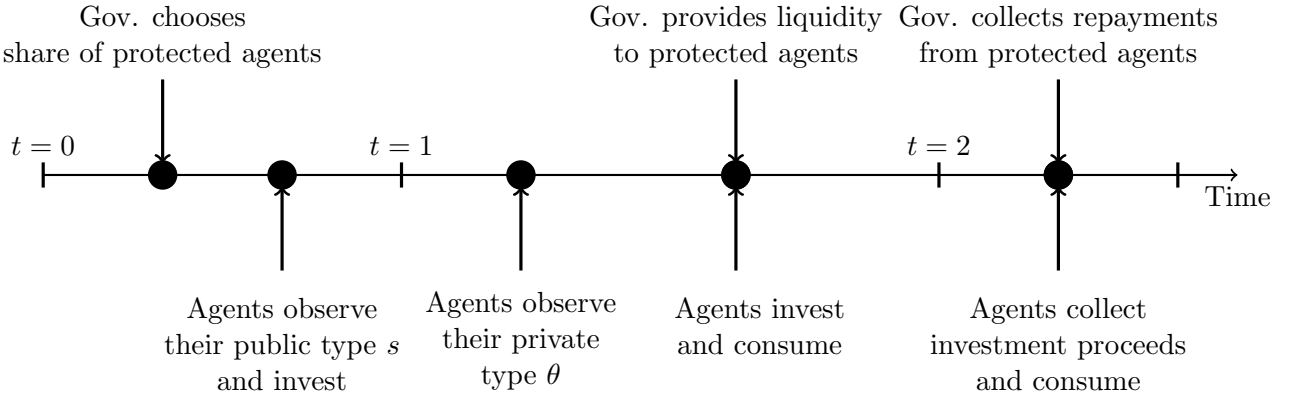 Gov. chooses
share of protected agents
Gov. provides liquidity
to protected agents
Gov. collects repayments
from protected agents
t = 0
t = 1
t = 2
Time
Agents observe
their public type s
and invest
Agents observe
their private
type θ
Agents invest
and consume
Agents collect
investment proceeds
and consume